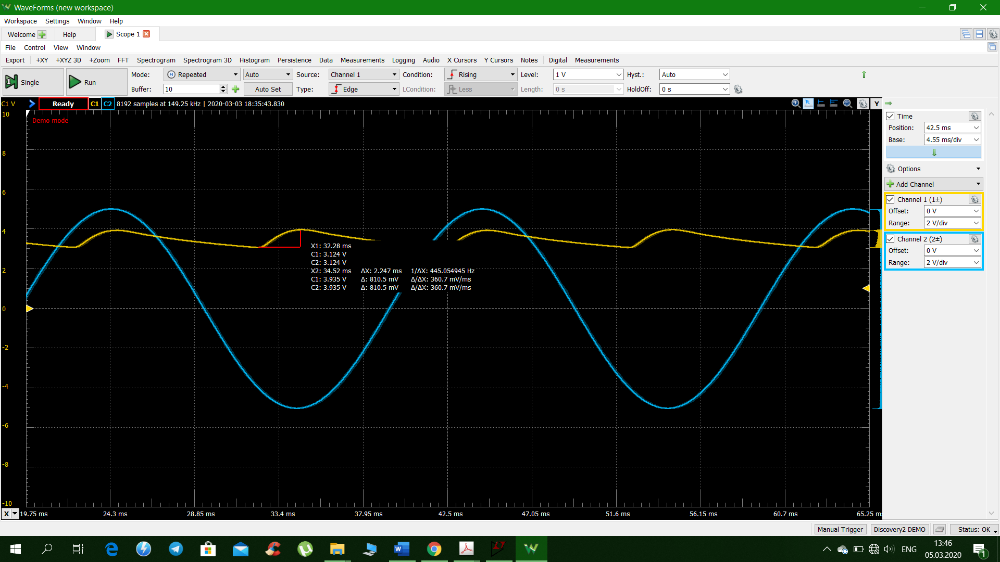 WaveForms (new workspace)
Workspace Settings Window Help
Welcome Help Scope 1
File Control View Window
Export +XY +XYZ 3D +Zoom FFT Spectrogram Spectrogram 3D Histogram Persistence Data Measurements Logging Audio X Cursors Y Cursors Notes Digital Measurements
1 Single Run Mode: Repeated Auto Source: Channel 1 Condition: Rising Level: 1 V Hyst.: Auto
Buffer: 10 Auto Set Type: Edge LCondition: Less Length: 0 s HoldOff: 0 s
C1 V Ready C1 C2 8192 samples at 149.25 kHz | 2020-03-03 18:35:43.830 Y
Demo mode
10
8
6
4
2
0
-2
-4
-6
-8
-10
X1: 32.28 ms
C1: 3.124 V
C2: 3.124 V
X2: 34.52 ms ΔX: 2.247 ms 1/ΔX: 445.054945 Hz
C1: 3.935 V Δ: 810.5 mV Δ/ΔX: 360.7 mV/ms
C2: 3.935 V Δ: 810.5 mV Δ/ΔX: 360.7 mV/ms
X 19.75 ms 24.3 ms 28.85 ms 33.4 ms 37.95 ms 42.5 ms 47.05 ms 51.6 ms 56.15 ms 60.7 ms 65.25 ms
Time
Position: 42.5 ms
Base: 4.55 ms/div
Options
Add Channel
Channel 1 (1±)
Offset: 0 V
Range: 2 V/div
Channel 2 (2±)
Offset: 0 V
Range: 2 V/div
Manual Trigger Discovery2 DEMO Status: OK
ENG 13:46
05.03.2020
1